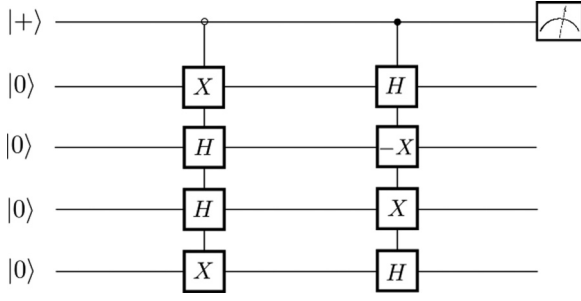 |+⟩
|0⟩ X H
|0⟩ H −X
|0⟩ H X
|0⟩ X H